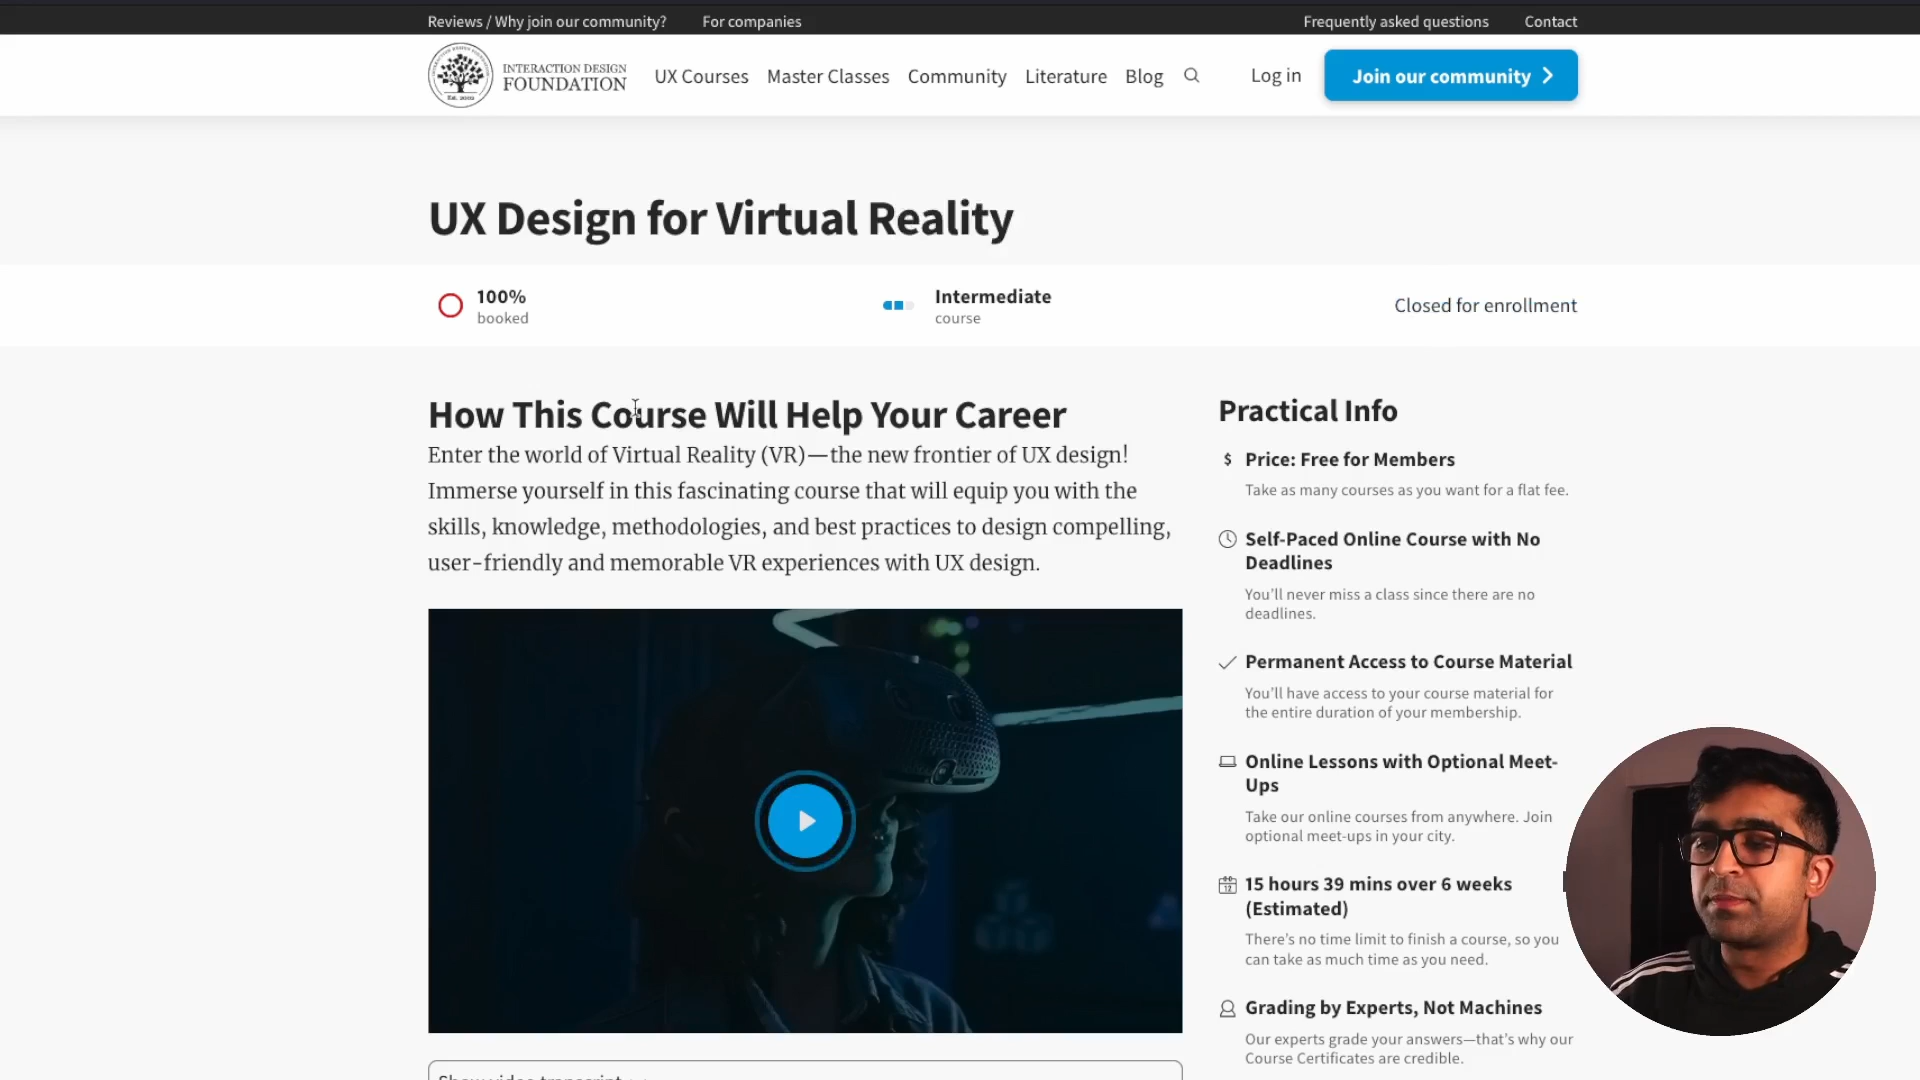 Reviews / Why join our community?
For companies
Frequently asked questions
Contact
INTERACTION DESIGN
FOUNDATION
Est. 2002
UX Courses
Master Classes
Community
Literature
Blog
Log in
Join our community
UX Design for Virtual Reality
100%
booked
Intermediate
course
Closed for enrollment
How This Course Will Help Your Career
Enter the world of Virtual Reality (VR)—the new frontier of UX design!
Immerse yourself in this fascinating course that will equip you with the
skills, knowledge, methodologies, and best practices to design compelling,
user-friendly and memorable VR experiences with UX design.
Practical Info
$ Price: Free for Members
Take as many courses as you want for a flat fee.
Self-Paced Online Course with No
Deadlines
You'll never miss a class since there are no
deadlines.
Permanent Access to Course Material
You'll have access to your course material for
the entire duration of your membership.
Online Lessons with Optional Meet-
Ups
Take our online courses from anywhere. Join
optional meet-ups in your city.
12
15 hours 39 mins over 6 weeks
(Estimated)
There's no time limit to finish a course, so you
can take as much time as you need.
Grading by Experts, Not Machines
Our experts grade your answers—that's why our
Course Certificates are credible.
Show video transcript